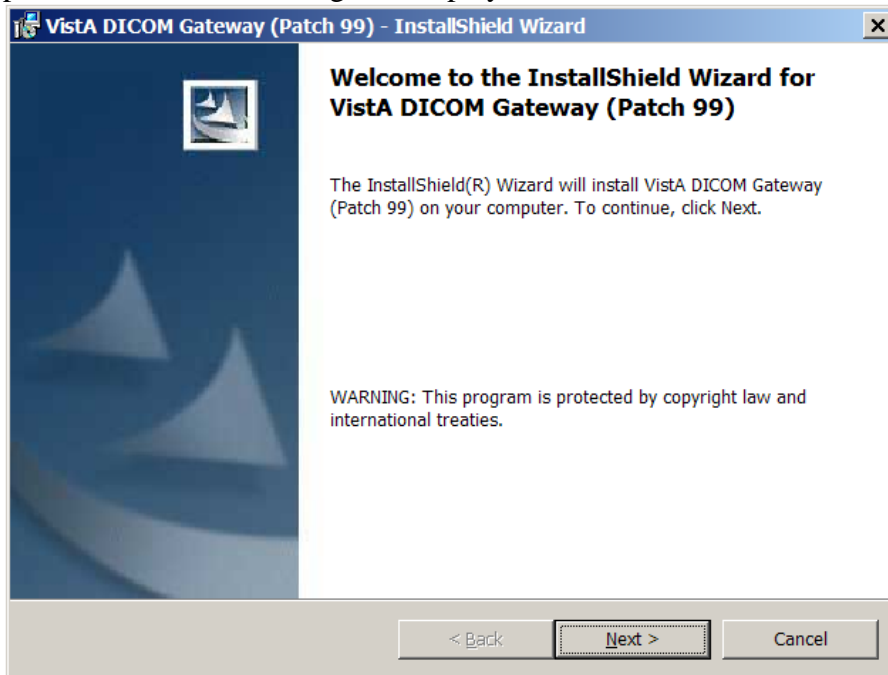 VistA DICOM Gateway (Patch 99) - InstallShield Wizard
Welcome to the InstallShield Wizard for
VistA DICOM Gateway (Patch 99)
The InstallShield(R) Wizard will install VistA DICOM Gateway
(Patch 99) on your computer. To continue, click Next.
WARNING: This program is protected by copyright law and
international treaties.
< Back
Next >
Cancel